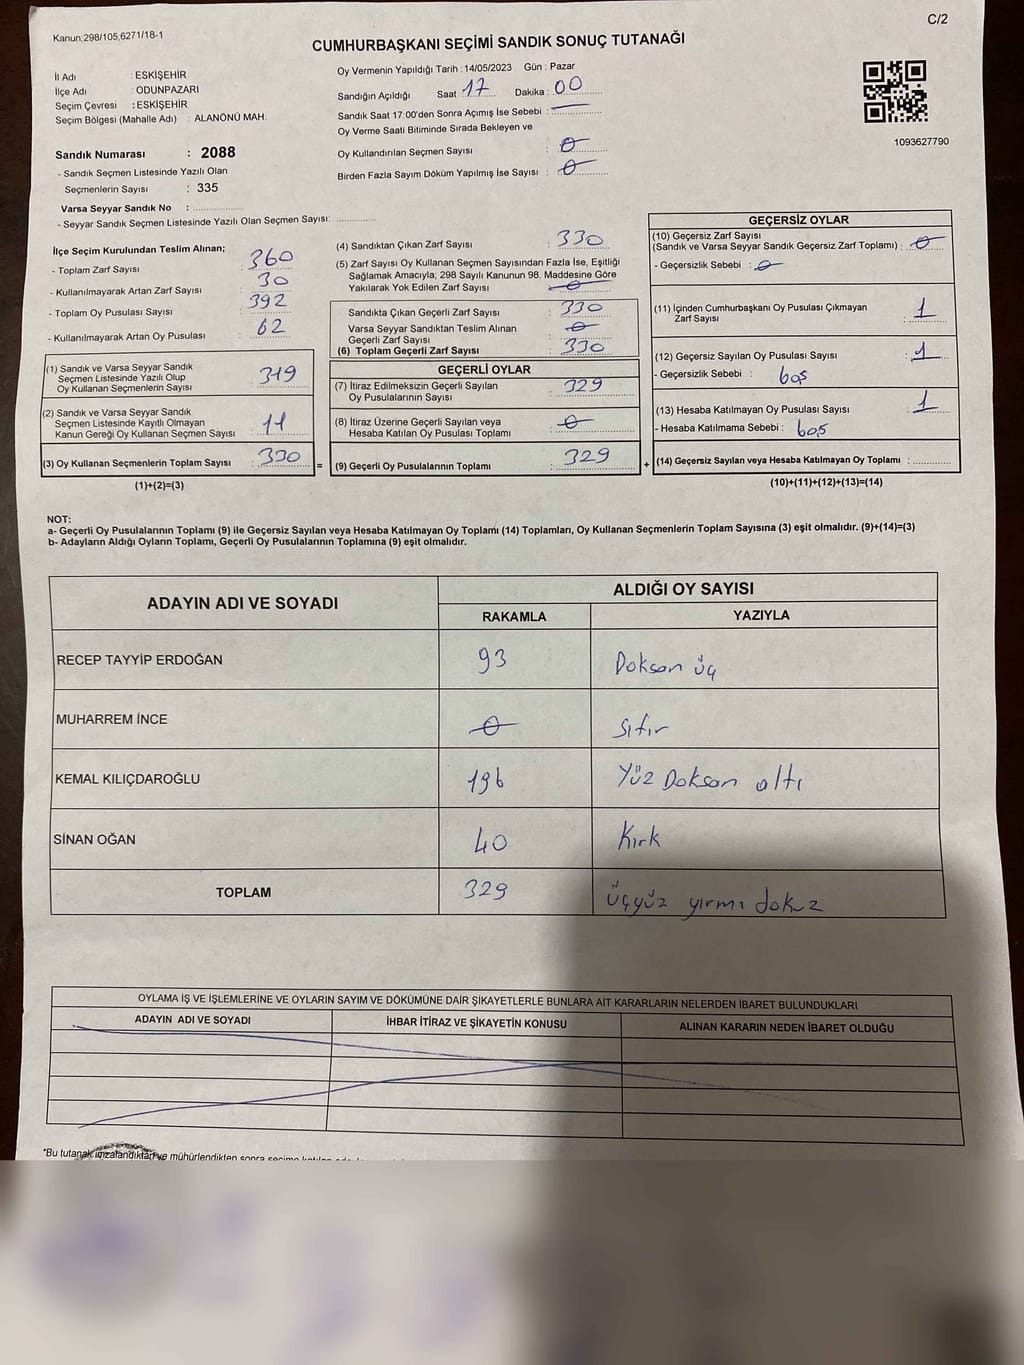 C/2
Kanun;298/105,6271/18-1
CUMHURBAŞKANI SEÇİMİ SANDIK SONUÇ TUTANAĞI
İl Adı : ESKİŞEHİR
İlçe Adı : ODUNPAZARI
Seçim Çevresi : ESKİŞEHİR
Seçim Bölgesi (Mahalle Adı) : ALANÖNÜ MAH.
Oy Vermenin Yapıldığı Tarih : 14/05/2023 Gün : Pazar
Sandığın Açıldığı Saat : 17 Dakika : 00
Sandık Saat 17:00'den Sonra Açımış İse Sebebi :
Oy Verme Saati Bitiminde Sırada Bekleyen ve
Oy Kullandırılan Seçmen Sayısı : 0
Birden Fazla Sayım Döküm Yapılmış İse Sayısı : 0
1093627790
Sandık Numarası : 2088
- Sandık Seçmen Listesinde Yazılı Olan
Seçmenlerin Sayısı : 335
Varsa Seyyar Sandık No :
- Seyyar Sandık Seçmen Listesinde Yazılı Olan Seçmen Sayısı:
İlçe Seçim Kurulundan Teslim Alınan;
- Toplam Zarf Sayısı : 360
- Kullanılmayarak Artan Zarf Sayısı : 30
- Toplam Oy Pusulası Sayısı : 392
- Kullanılmayarak Artan Oy Pusulası : 62
(1) Sandık ve Varsa Seyyar Sandık
Seçmen Listesinde Yazılı Olup
Oy Kullanan Seçmenlerin Sayısı : 319
(2) Sandık ve Varsa Seyyar Sandık
Seçmen Listesinde Kayıtlı Olmayan
Kanun Gereği Oy Kullanan Seçmen Sayısı : 11
(3) Oy Kullanan Seçmenlerin Toplam Sayısı : 330 =
(1)+(2)=(3)
(4) Sandıktan Çıkan Zarf Sayısı : 330
(5) Zarf Sayısı Oy Kullanan Seçmen Sayısından Fazla İse, Eşitliği
Sağlamak Amacıyla; 298 Sayılı Kanunun 98. Maddesine Göre
Yakılarak Yok Edilen Zarf Sayısı : 0
Sandıkta Çıkan Geçerli Zarf Sayısı : 330
Varsa Seyyar Sandıktan Teslim Alınan
Geçerli Zarf Sayısı : 0
(6) Toplam Geçerli Zarf Sayısı : 330
GEÇERLİ OYLAR
(7) İtiraz Edilmeksizin Geçerli Sayılan
Oy Pusulalarının Sayısı : 329
(8) İtiraz Üzerine Geçerli Sayılan veya
Hesaba Katılan Oy Pusulası Toplamı : 0
(9) Geçerli Oy Pusulalarının Toplamı : 329 +
GEÇERSİZ OYLAR
(10) Geçersiz Zarf Sayısı
(Sandık ve Varsa Seyyar Sandık Geçersiz Zarf Toplamı) : 0
- Geçersizlik Sebebi : 0
(11) İçinden Cumhurbaşkanı Oy Pusulası Çıkmayan
Zarf Sayısı : 1
(12) Geçersiz Sayılan Oy Pusulası Sayısı : 1
- Geçersizlik Sebebi : boş
(13) Hesaba Katılmayan Oy Pusulası Sayısı : 1
- Hesaba Katılmama Sebebi : boş
(14) Geçersiz Sayılan veya Hesaba Katılmayan Oy Toplamı :
(10)+(11)+(12)+(13)=(14)
NOT:
a- Geçerli Oy Pusulalarının Toplamı (9) ile Geçersiz Sayılan veya Hesaba Katılmayan Oy Toplamı (14) Toplamları, Oy Kullanan Seçmenlerin Toplam Sayısına (3) eşit olmalıdır. (9)+(14)=(3)
b- Adayların Aldığı Oyların Toplamı, Geçerli Oy Pusulalarının Toplamına (9) eşit olmalıdır.
ADAYIN ADI VE SOYADI
ALDIĞI OY SAYISI
RAKAMLA YAZIYLA
RECEP TAYYİP ERDOĞAN 93 Doksan üç
MUHARREM İNCE 0 Sıfır
KEMAL KILIÇDAROĞLU 196 Yüz Doksan altı
SİNAN OĞAN 40 Kırk
TOPLAM 329 üçyüz yırmı dokuz
OYLAMA İŞ VE İŞLEMLERİNE VE OYLARIN SAYIM VE DÖKÜMÜNE DAİR ŞİKAYETLERLE BUNLARA AİT KARARLARIN NELERDEN İBARET BULUNDUKLARI
ADAYIN ADI VE SOYADI İHBAR İTİRAZ VE ŞİKAYETİN KONUSU ALINAN KARARIN NEDEN İBARET OLDUĞU
*Bu tutanak imzalandıktan ve mühürlendikten sonra seçime katılan